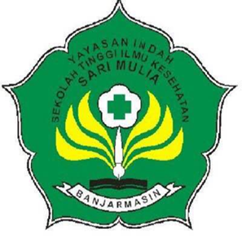 YAYASAN INDAH
SEKOLAH TINGGI ILMU KESEHATAN
SARI MULIA
BANJARMASIN